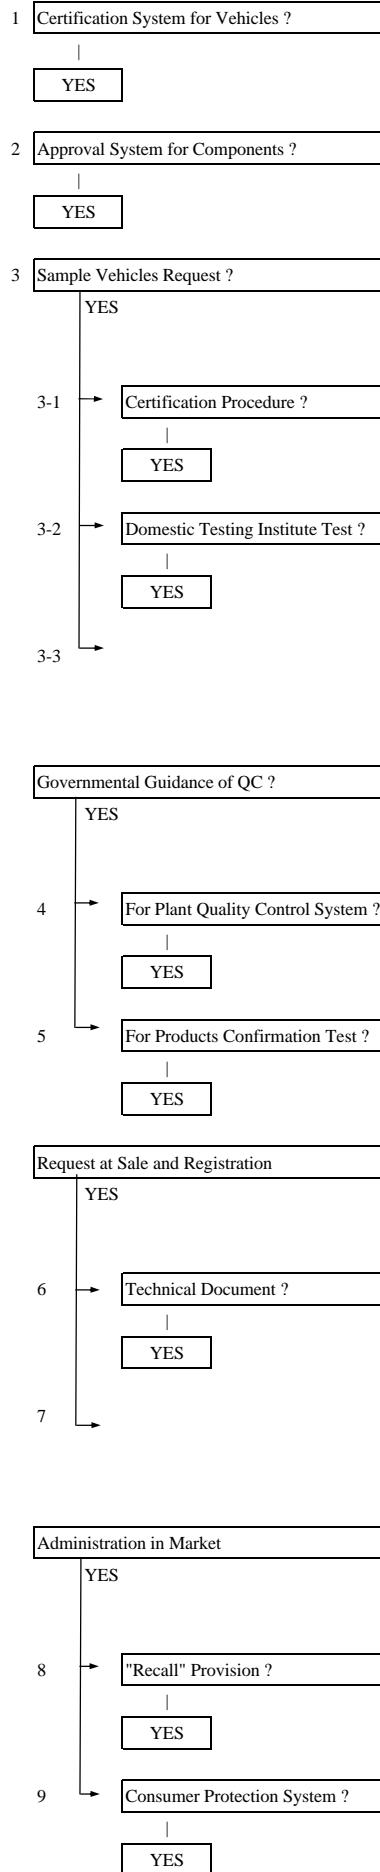 1 Certification System for Vehicles ?
YES
2 Approval System for Components ?
YES
3 Sample Vehicles Request ?
YES
3-1 Certification Procedure ?
YES
3-2 Domestic Testing Institute Test ?
YES
3-3
Governmental Guidance of QC ?
YES
4 For Plant Quality Control System ?
YES
5 For Products Confirmation Test ?
YES
Request at Sale and Registration
YES
6 Technical Document ?
YES
7
Administration in Market
YES
8 "Recall" Provision ?
YES
9 Consumer Protection System ?
YES